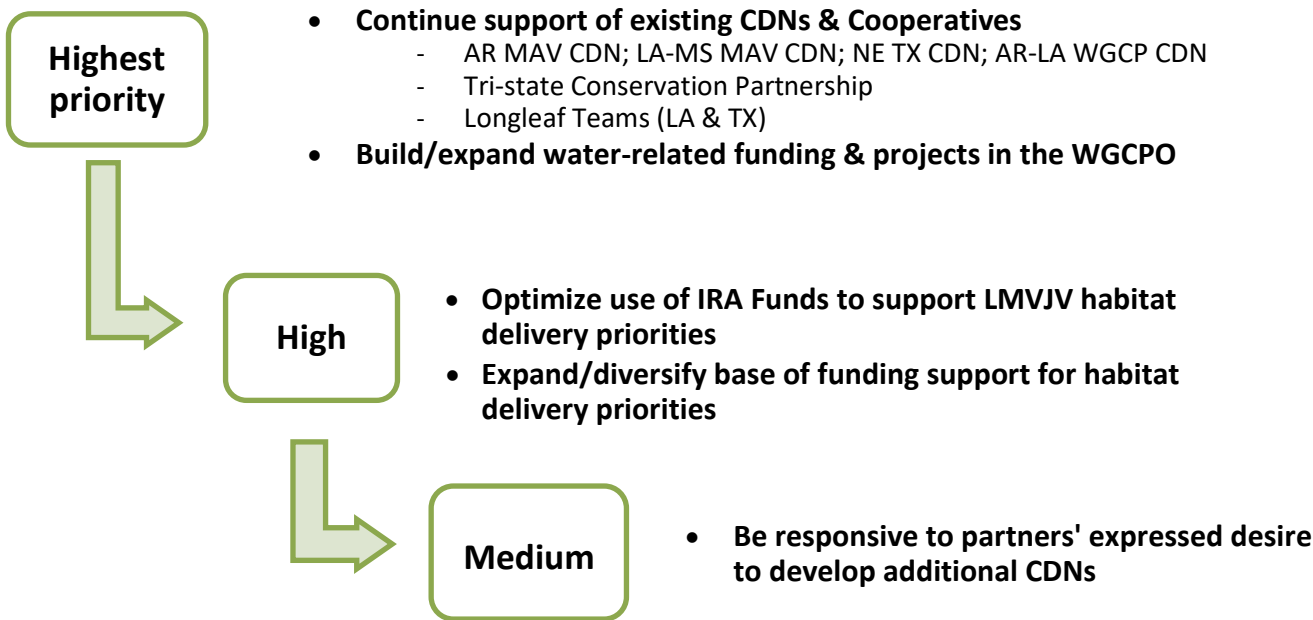 Highest
priority
• Continue support of existing CDNs & Cooperatives
- AR MAV CDN; LA-MS MAV CDN; NE TX CDN; AR-LA WGCP CDN
- Tri-state Conservation Partnership
- Longleaf Teams (LA & TX)
• Build/expand water-related funding & projects in the WGCPO
High
• Optimize use of IRA Funds to support LMVJV habitat
delivery priorities
• Expand/diversify base of funding support for habitat
delivery priorities
Medium
• Be responsive to partners' expressed desire
to develop additional CDNs